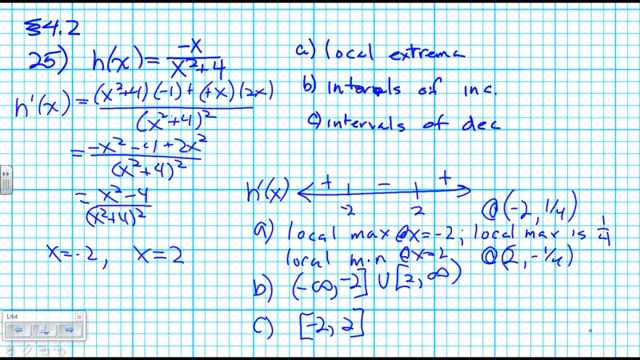 §4.2
25) h(x) = -x / (x²+4)
a) local extrema
b) intervals of inc.
c) intervals of dec
h'(x) = ((x²+4)(-1) + (+x)(2x)) / (x²+4)²
= (-x² - 4 + 2x²) / (x²+4)²
= (x² - 4) / (x²+4)²
x = -2, x = 2
h'(x) + - +
-2 2
@(-2, 1/4)
a) local max @x=-2; local max is 1/4
local min @x=2 @(2, -1/4)
b) (-∞, -2] ∪ [2, ∞)
c) [-2, 2]
1/64